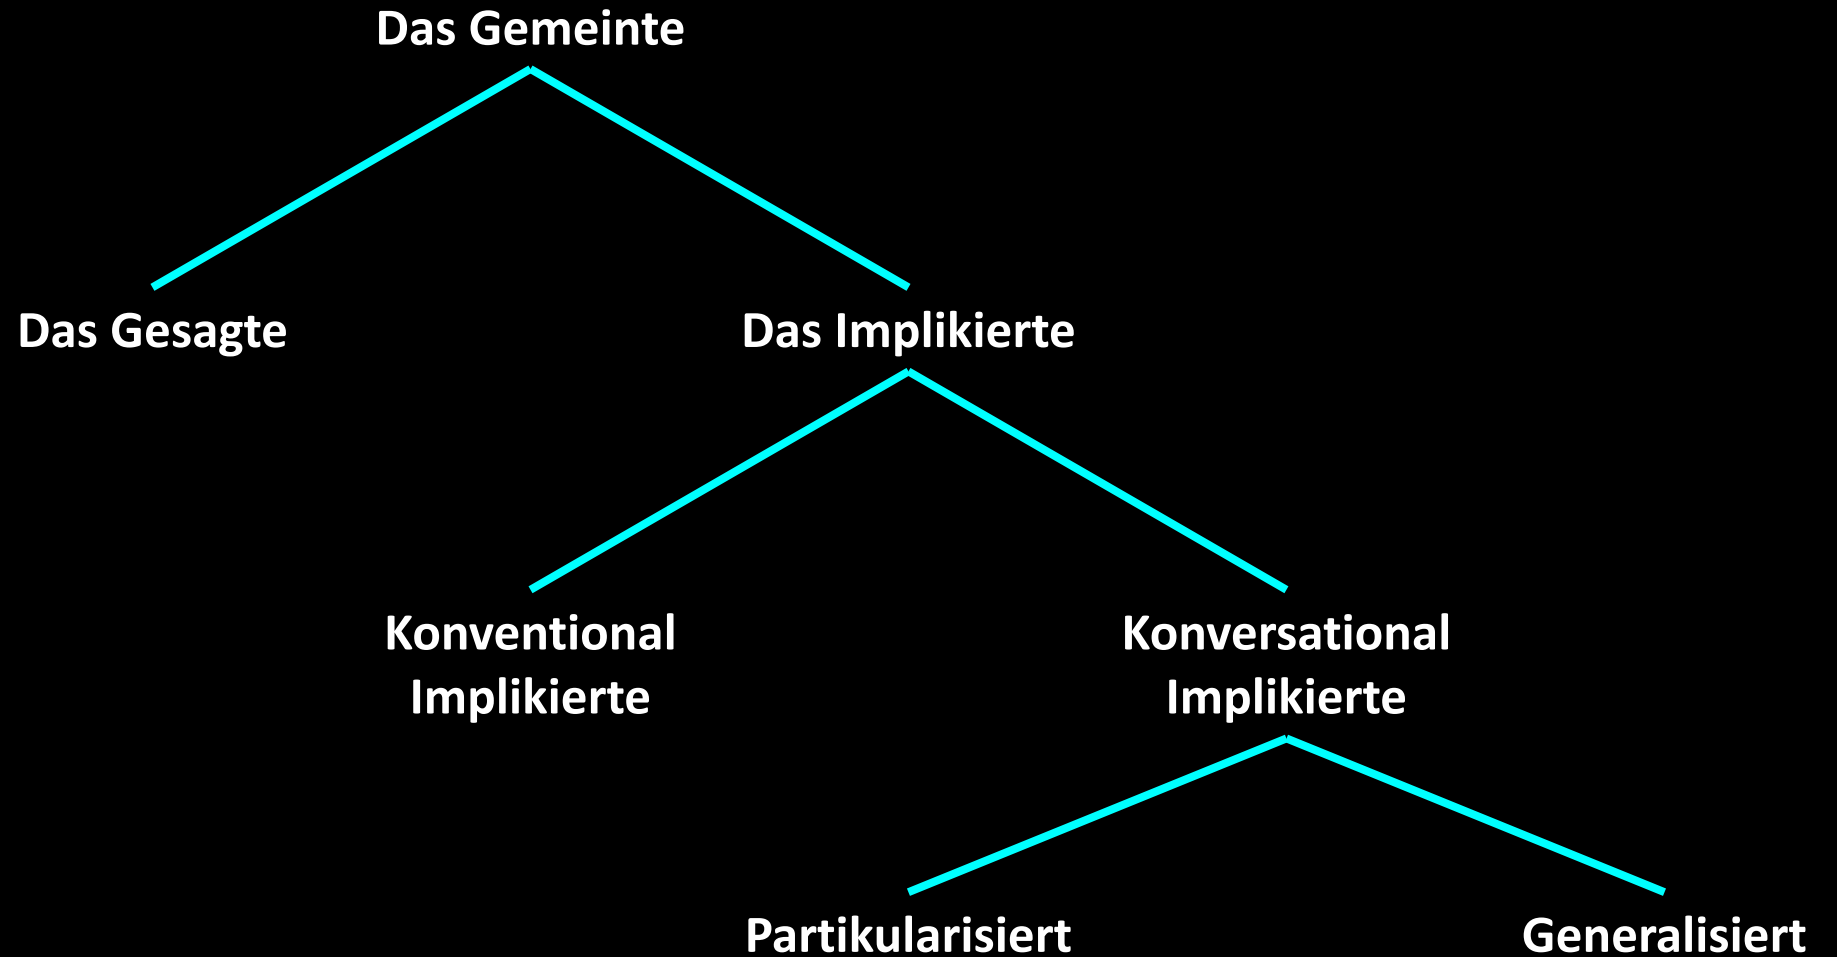 Das Gemeinte
Das Gesagte
Das Implikierte
Konventional
Implikierte
Konversational
Implikierte
Partikularisiert
Generalisiert